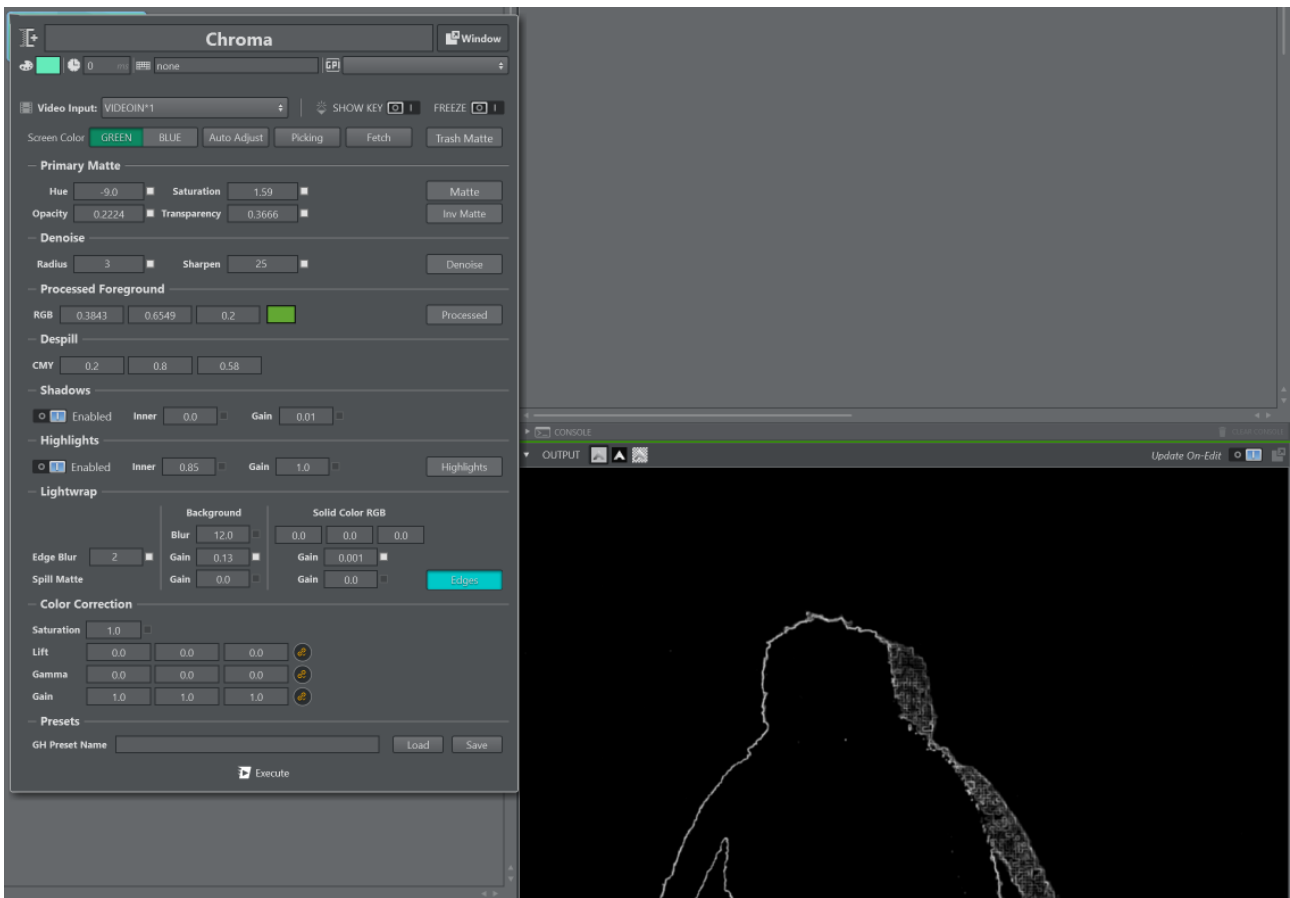 Chroma
Window
0 ms none GPI
Video Input: VIDEOIN*1 SHOW KEY FREEZE
Screen Color GREEN BLUE Auto Adjust Picking Fetch Trash Matte
Primary Matte
Hue -9.0 Saturation 1.59 Matte
Opacity 0.2224 Transparency 0.3666 Inv Matte
Denoise
Radius 3 Sharpen 25 Denoise
Processed Foreground
RGB 0.3843 0.6549 0.2 Processed
Despill
CMY 0.2 0.8 0.58
Shadows
Enabled Inner 0.0 Gain 0.01
Highlights
Enabled Inner 0.85 Gain 1.0 Highlights
Lightwrap
Background Solid Color RGB
Blur 12.0 0.0 0.0 0.0
Edge Blur 2 Gain 0.13 Gain 0.001
Spill Matte Gain 0.0 Gain 0.0 Edges
Color Correction
Saturation 1.0
Lift 0.0 0.0 0.0
Gamma 0.0 0.0 0.0
Gain 1.0 1.0 1.0
Presets
GH Preset Name Load Save
Execute
CONSOLE
OUTPUT Update On-Edit